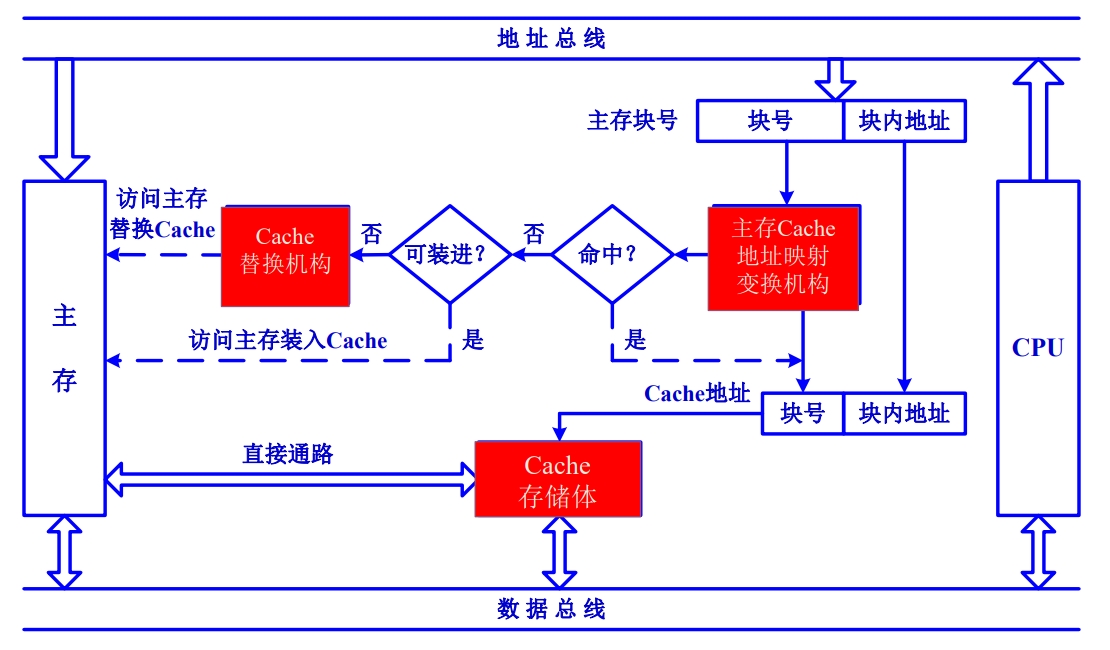 地址总线
主存块号
块号
块内地址
访问主存
替换Cache
Cache
替换机构
否
可装进？
否
命中？
主存Cache
地址映射
变换机构
主
存
访问主存装入Cache
是
是
CPU
Cache地址
块号
块内地址
直接通路
Cache
存储体
数据总线